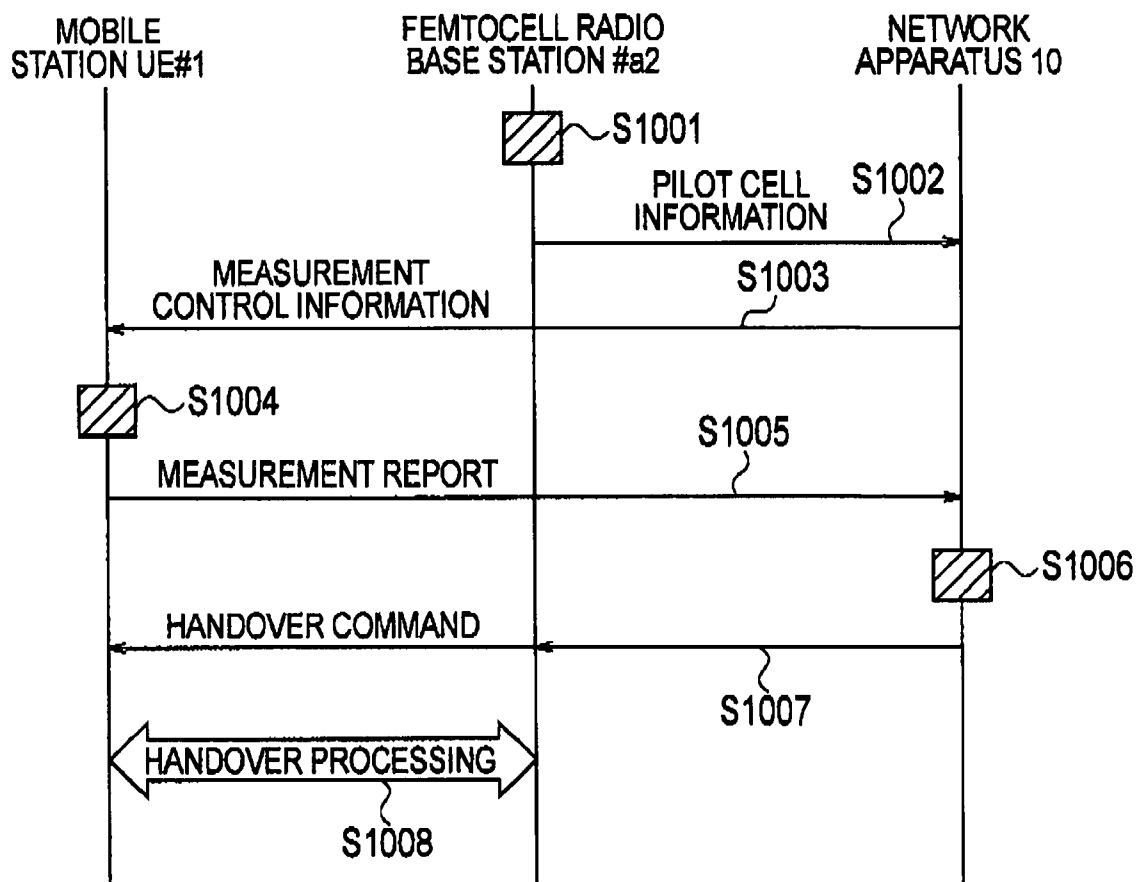 MOBILE
STATION UE#1
FEMTOCELL RADIO
BASE STATION #a2
NETWORK
APPARATUS 10
S1001
PILOT CELL
INFORMATION
S1002
MEASUREMENT
CONTROL INFORMATION
S1003
S1004
MEASUREMENT REPORT
S1005
S1006
HANDOVER COMMAND
S1007
HANDOVER PROCESSING
S1008